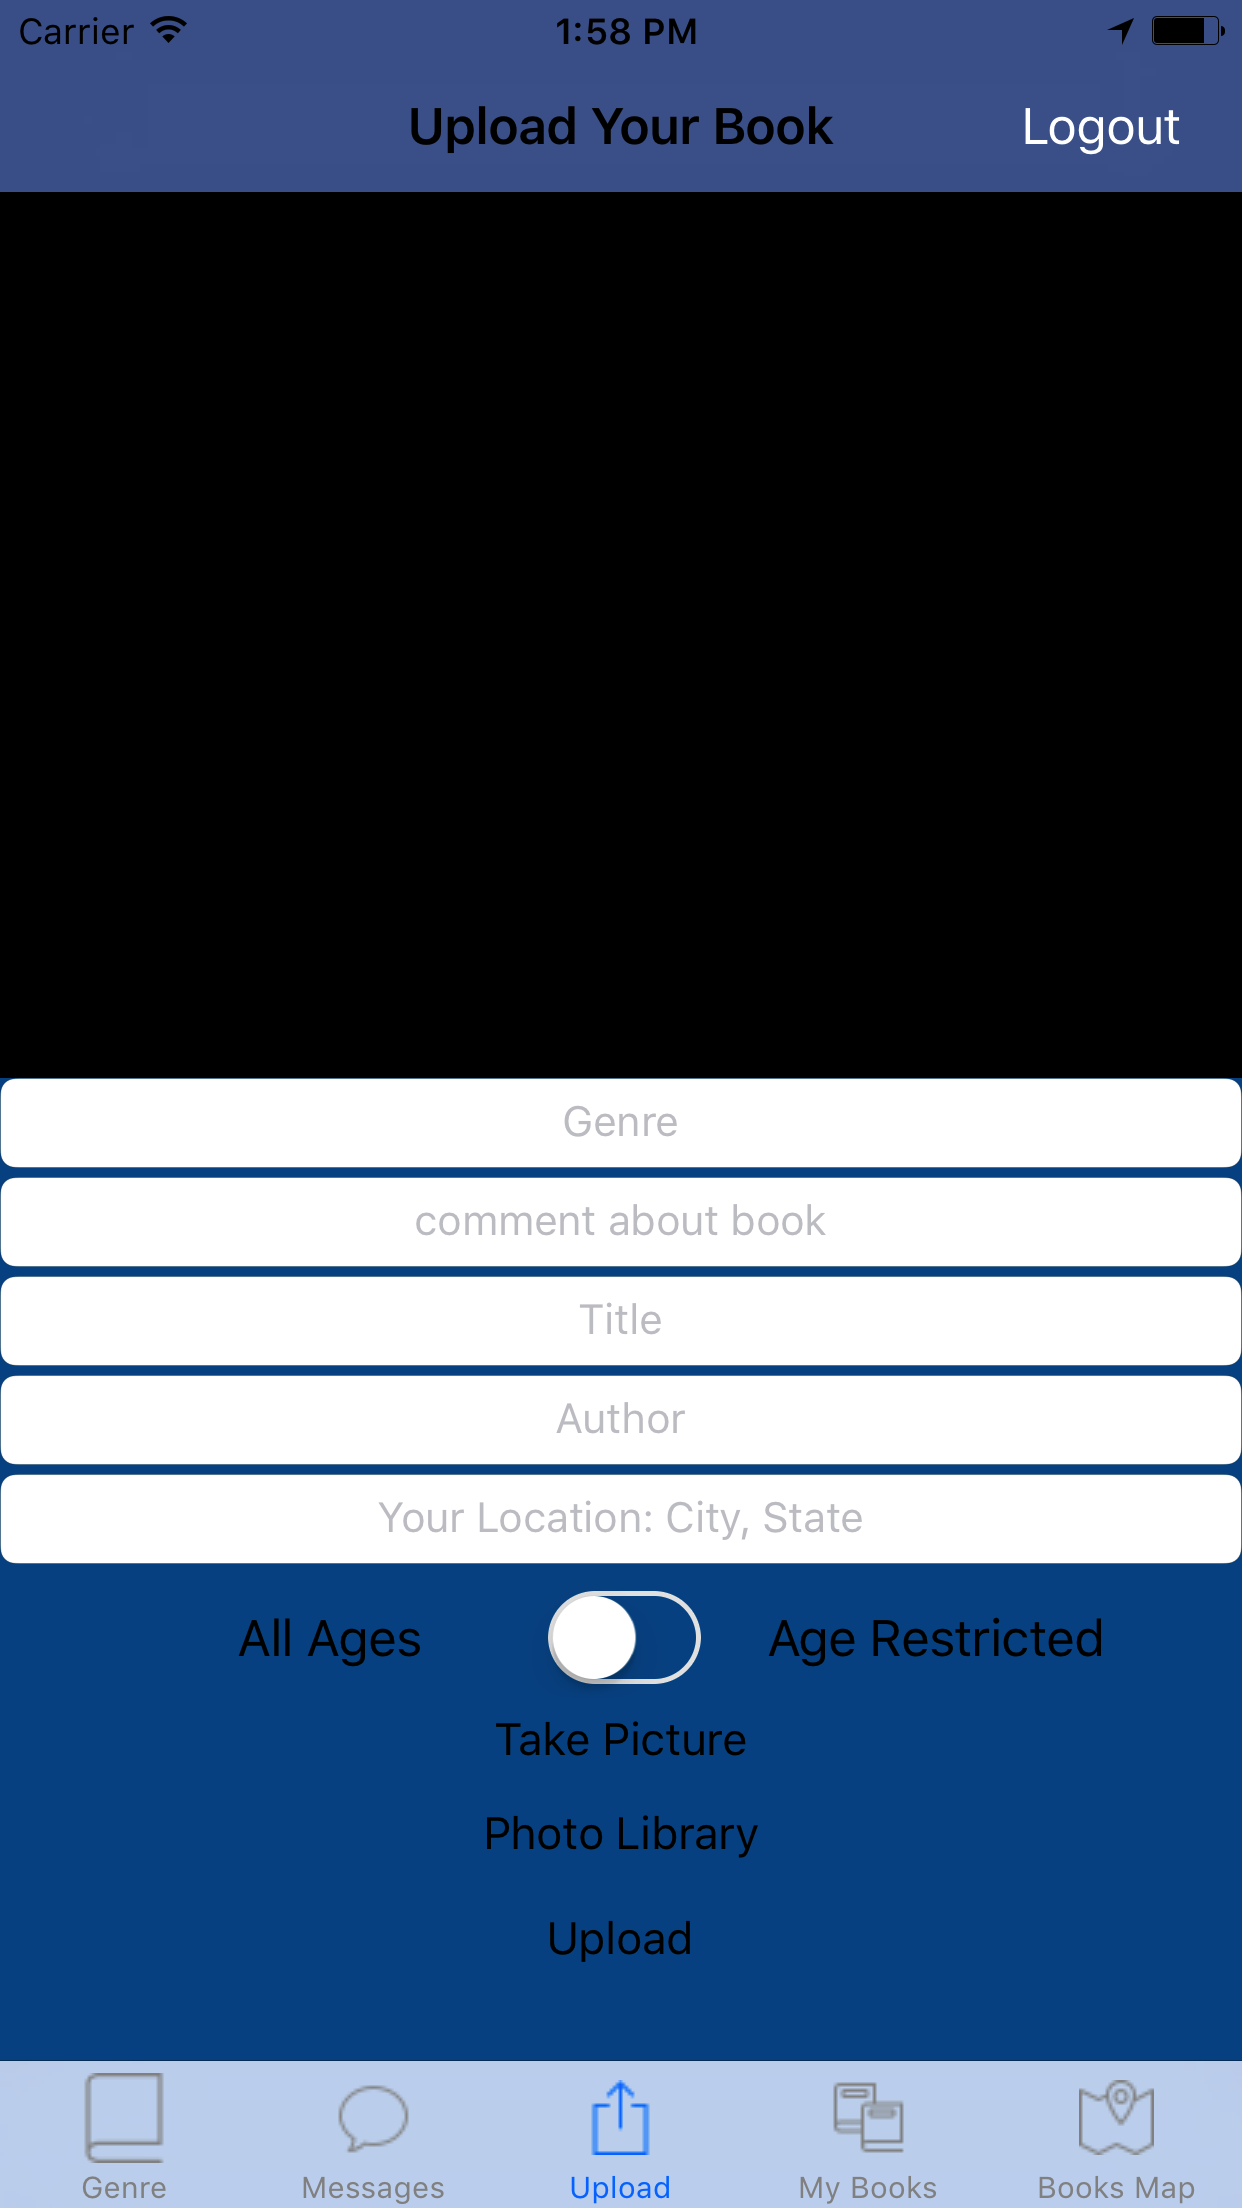 Carrier 1:58 PM
Upload Your Book Logout
Genre
comment about book
Title
Author
Your Location: City, State
All Ages Age Restricted
Take Picture
Photo Library
Upload
Genre Messages Upload My Books Books Map